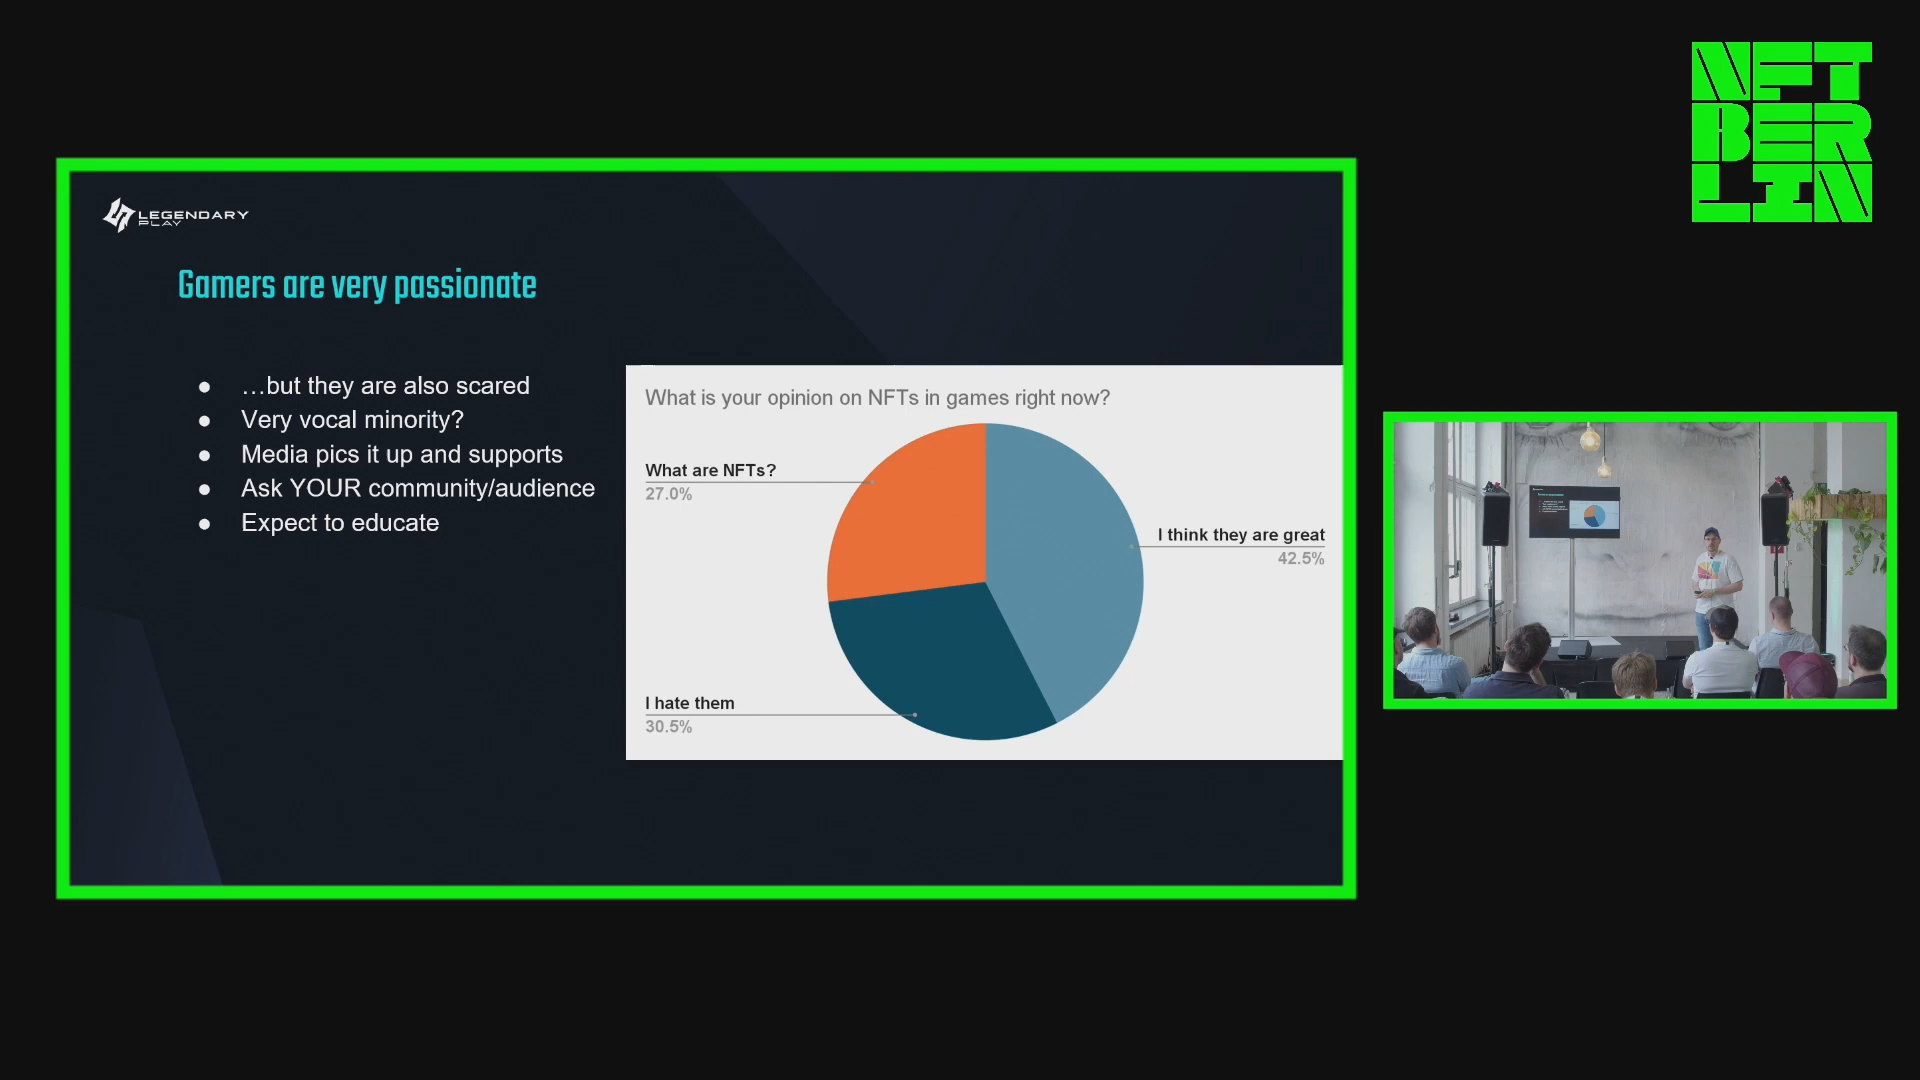 NFT
BER
LIN
LEGENDARY
PLAY
Gamers are very passionate
● …but they are also scared
● Very vocal minority?
● Media pics it up and supports
● Ask YOUR community/audience
● Expect to educate
What is your opinion on NFTs in games right now?
What are NFTs?
27.0%
I think they are great
42.5%
I hate them
30.5%